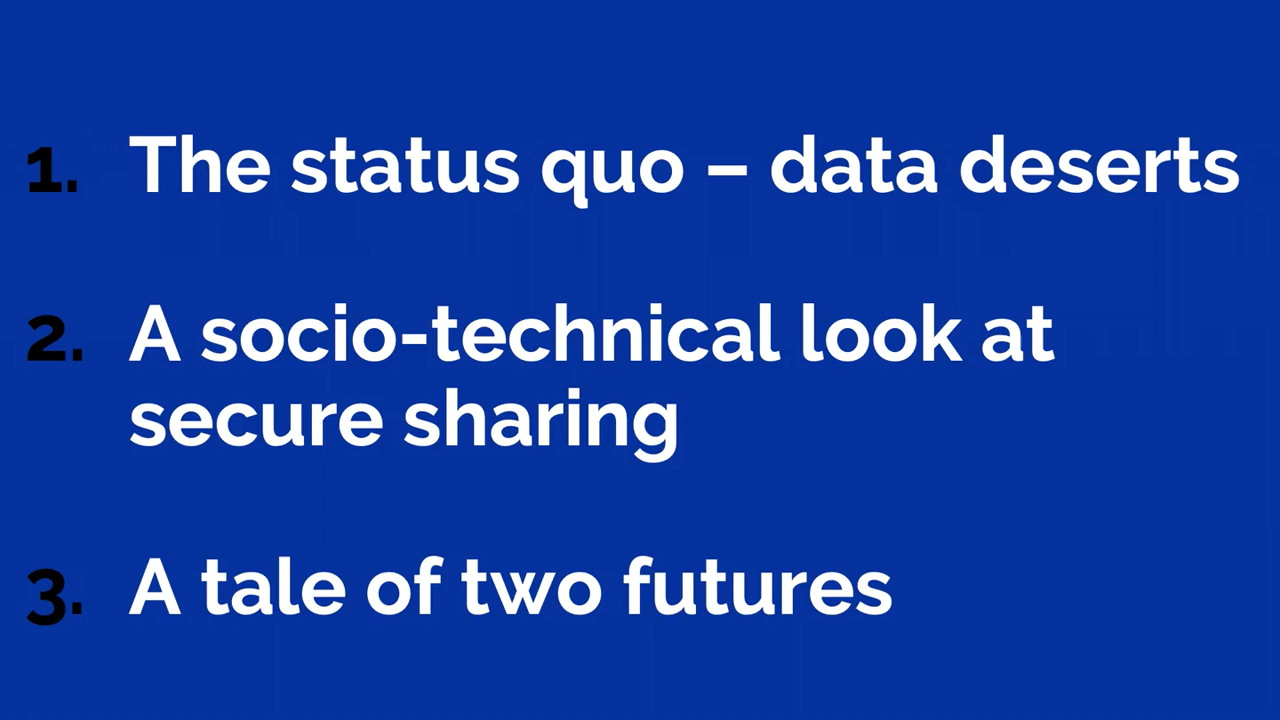 1. The status quo – data deserts
2. A socio-technical look at
secure sharing
3. A tale of two futures